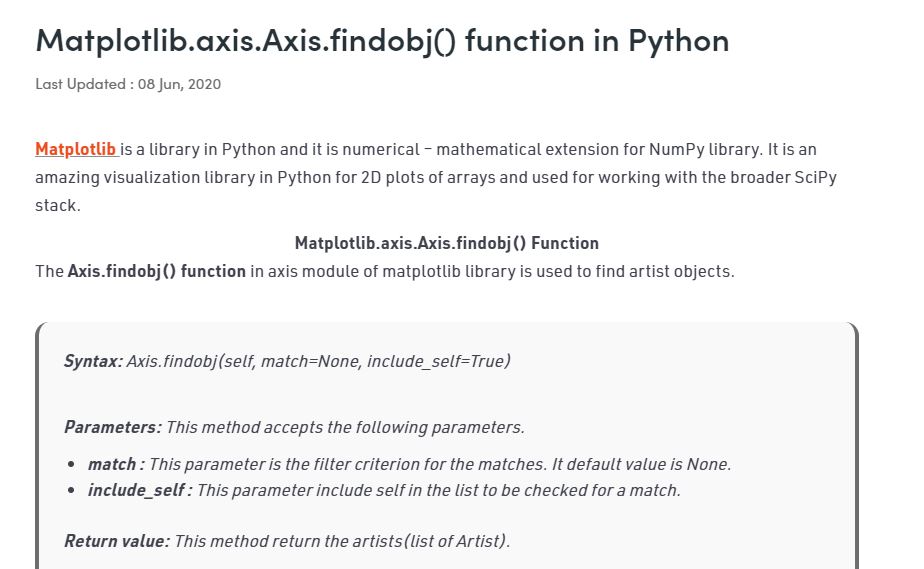 Matplotlib.axis.Axis.findobj() function in Python
Last Updated : 08 Jun, 2020
Matplotlib is a library in Python and it is numerical – mathematical extension for NumPy library. It is an
amazing visualization library in Python for 2D plots of arrays and used for working with the broader SciPy
stack.
Matplotlib.axis.Axis.findobj() Function
The Axis.findobj() function in axis module of matplotlib library is used to find artist objects.
Syntax: Axis.findobj(self, match=None, include_self=True)
Parameters: This method accepts the following parameters.
• match : This parameter is the filter criterion for the matches. It default value is None.
• include_self : This parameter include self in the list to be checked for a match.
Return value: This method return the artists(list of Artist).